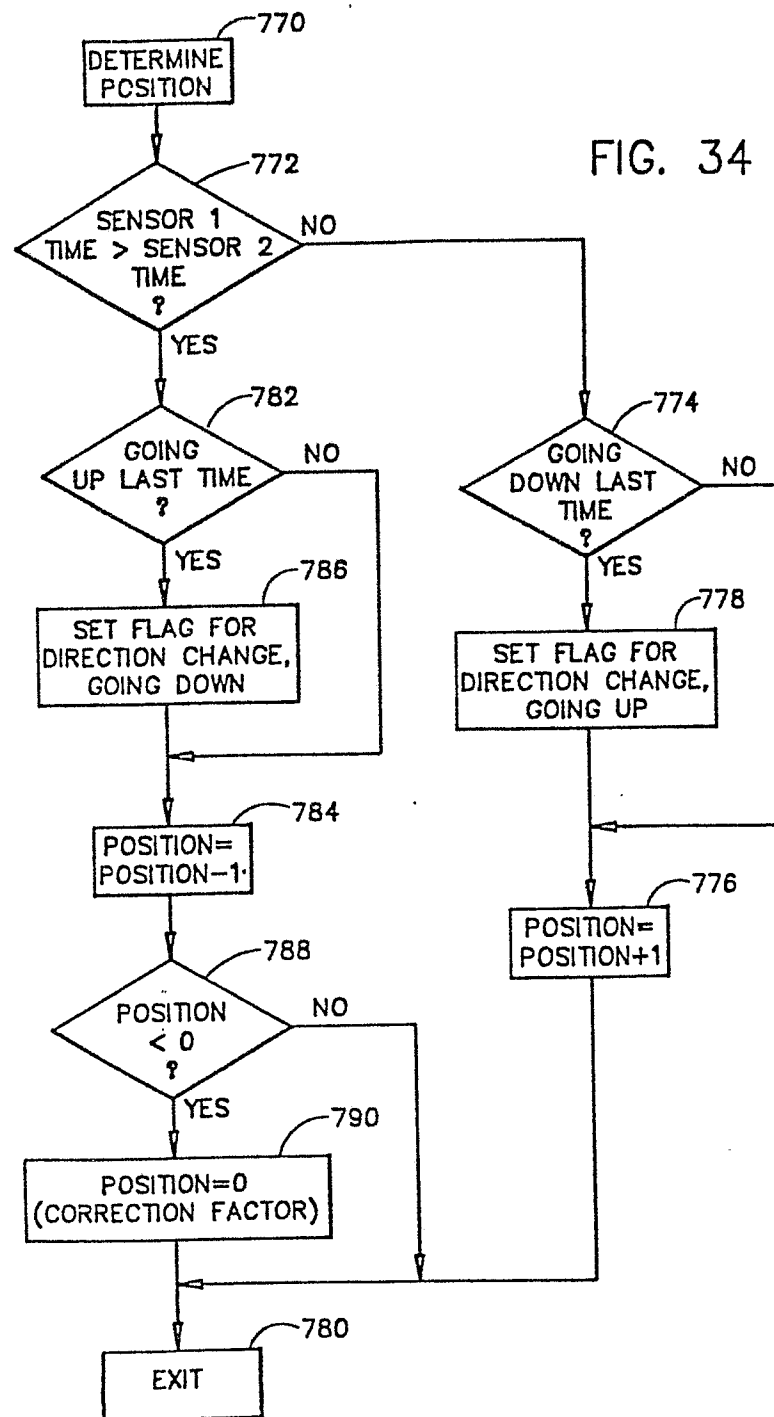 770
DETERMINE
POSITION
FIG. 34
772
SENSOR 1
TIME > SENSOR 2
TIME
?
NO
YES
782
GOING
UP LAST TIME
?
NO
YES
774
GOING
DOWN LAST
TIME
?
NO
YES
786
SET FLAG FOR
DIRECTION CHANGE,
GOING DOWN
778
SET FLAG FOR
DIRECTION CHANGE,
GOING UP
784
POSITION=
POSITION-1
776
POSITION=
POSITION+1
788
POSITION
< 0
?
NO
YES
790
POSITION=0
(CORRECTION FACTOR)
780
EXIT